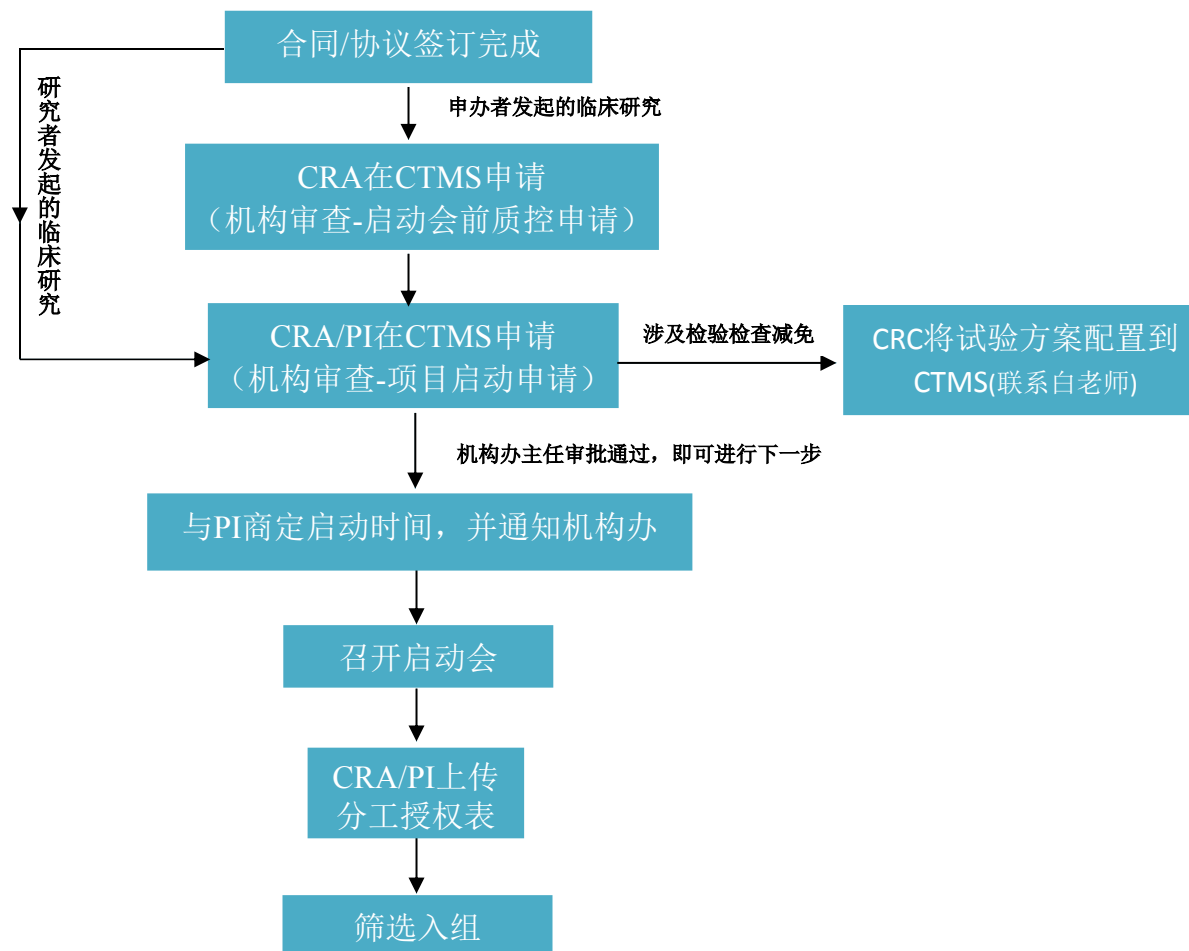 合同/协议签订完成
研究者发起的临床研究
申办者发起的临床研究
CRA在CTMS申请
（机构审查-启动会前质控申请）
CRA/PI在CTMS申请
（机构审查-项目启动申请）
涉及检验检查减免
CRC将试验方案配置到
CTMS(联系白老师)
机构办主任审批通过，即可进行下一步
与PI商定启动时间，并通知机构办
召开启动会
CRA/PI上传
分工授权表
筛选入组